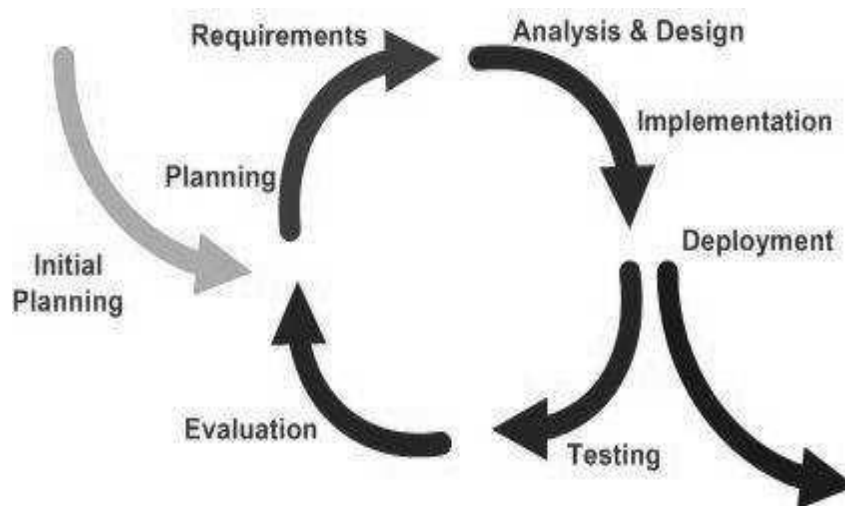 Requirements
Analysis & Design
Implementation
Planning
Deployment
Initial
Planning
Evaluation
Testing